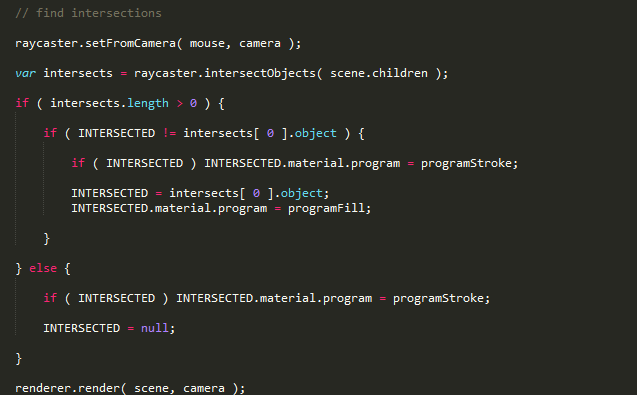 // find intersections
raycaster.setFromCamera( mouse, camera );
var intersects = raycaster.intersectObjects( scene.children );
if ( intersects.length > 0 ) {
if ( INTERSECTED != intersects[ 0 ].object ) {
if ( INTERSECTED ) INTERSECTED.material.program = programStroke;
INTERSECTED = intersects[ 0 ].object;
INTERSECTED.material.program = programFill;
}
} else {
if ( INTERSECTED ) INTERSECTED.material.program = programStroke;
INTERSECTED = null;
}
renderer.render( scene, camera );